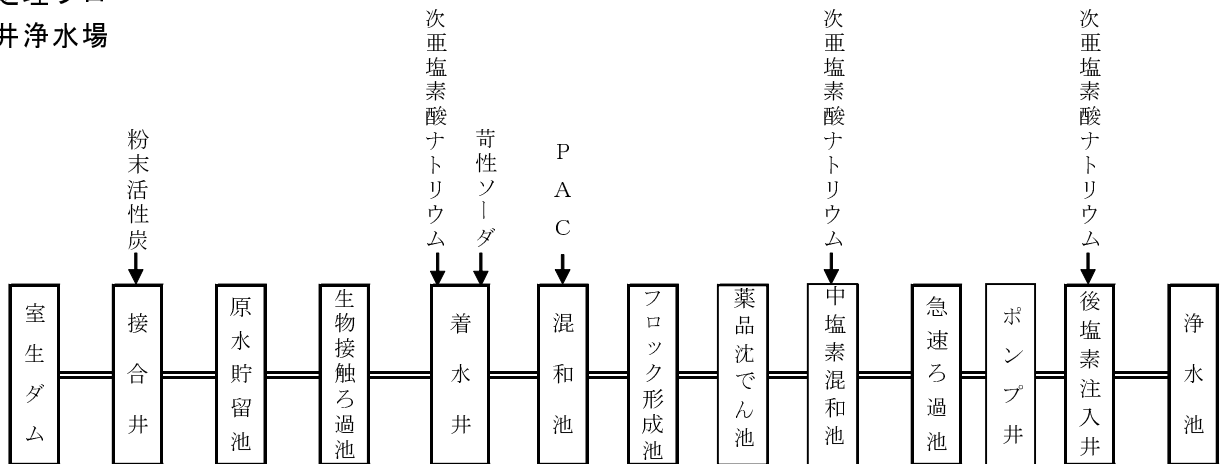 井浄水場
粉末活性炭
次亜塩素酸ナトリウム
苛性ソーダ
PAC
次亜塩素酸ナトリウム
次亜塩素酸ナトリウム
室生ダム
接合井
原水貯留池
生物接触ろ過池
着水井
混和池
フロック形成池
薬品沈でん池
中塩素混和池
急速ろ過池
ポンプ井
後塩素注入井
浄水池